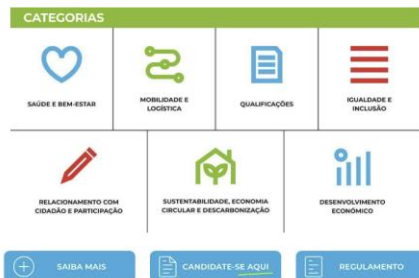 CATEGORIAS
SAÚDE E BEM-ESTAR
MOBILIDADE E
LOGÍSTICA
QUALIFICAÇÕES
IGUALDADE E
INCLUSÃO
RELACIONAMENTO COM
CIDADÃO E PARTICIPAÇÃO
SUSTENTABILIDADE, ECONOMIA
CIRCULAR E DESCARBONIZAÇÃO
DESENVOLVIMENTO
ECONÓMICO
SAIBA MAIS
CANDIDATE-SE AQUI
REGULAMENTO